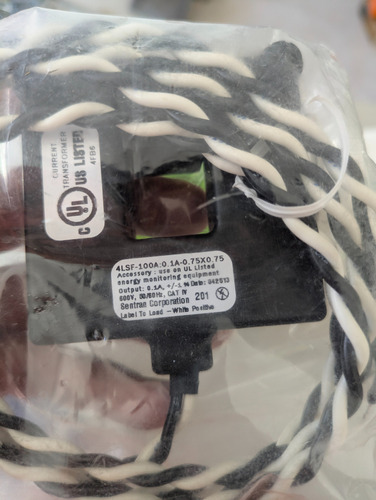 CURRENT
TRANSFORMER
C UL US LISTED
4FB6
4LSF-100A:0.1A-0.75X0.75
Accessory : use on UL Listed
energy monitoring equipment
Output: 0.1A, +/-1 % Date: 042013
600V, 50/60Hz, CAT IV
Sentran Corporation 201
Label To Load - White Positive